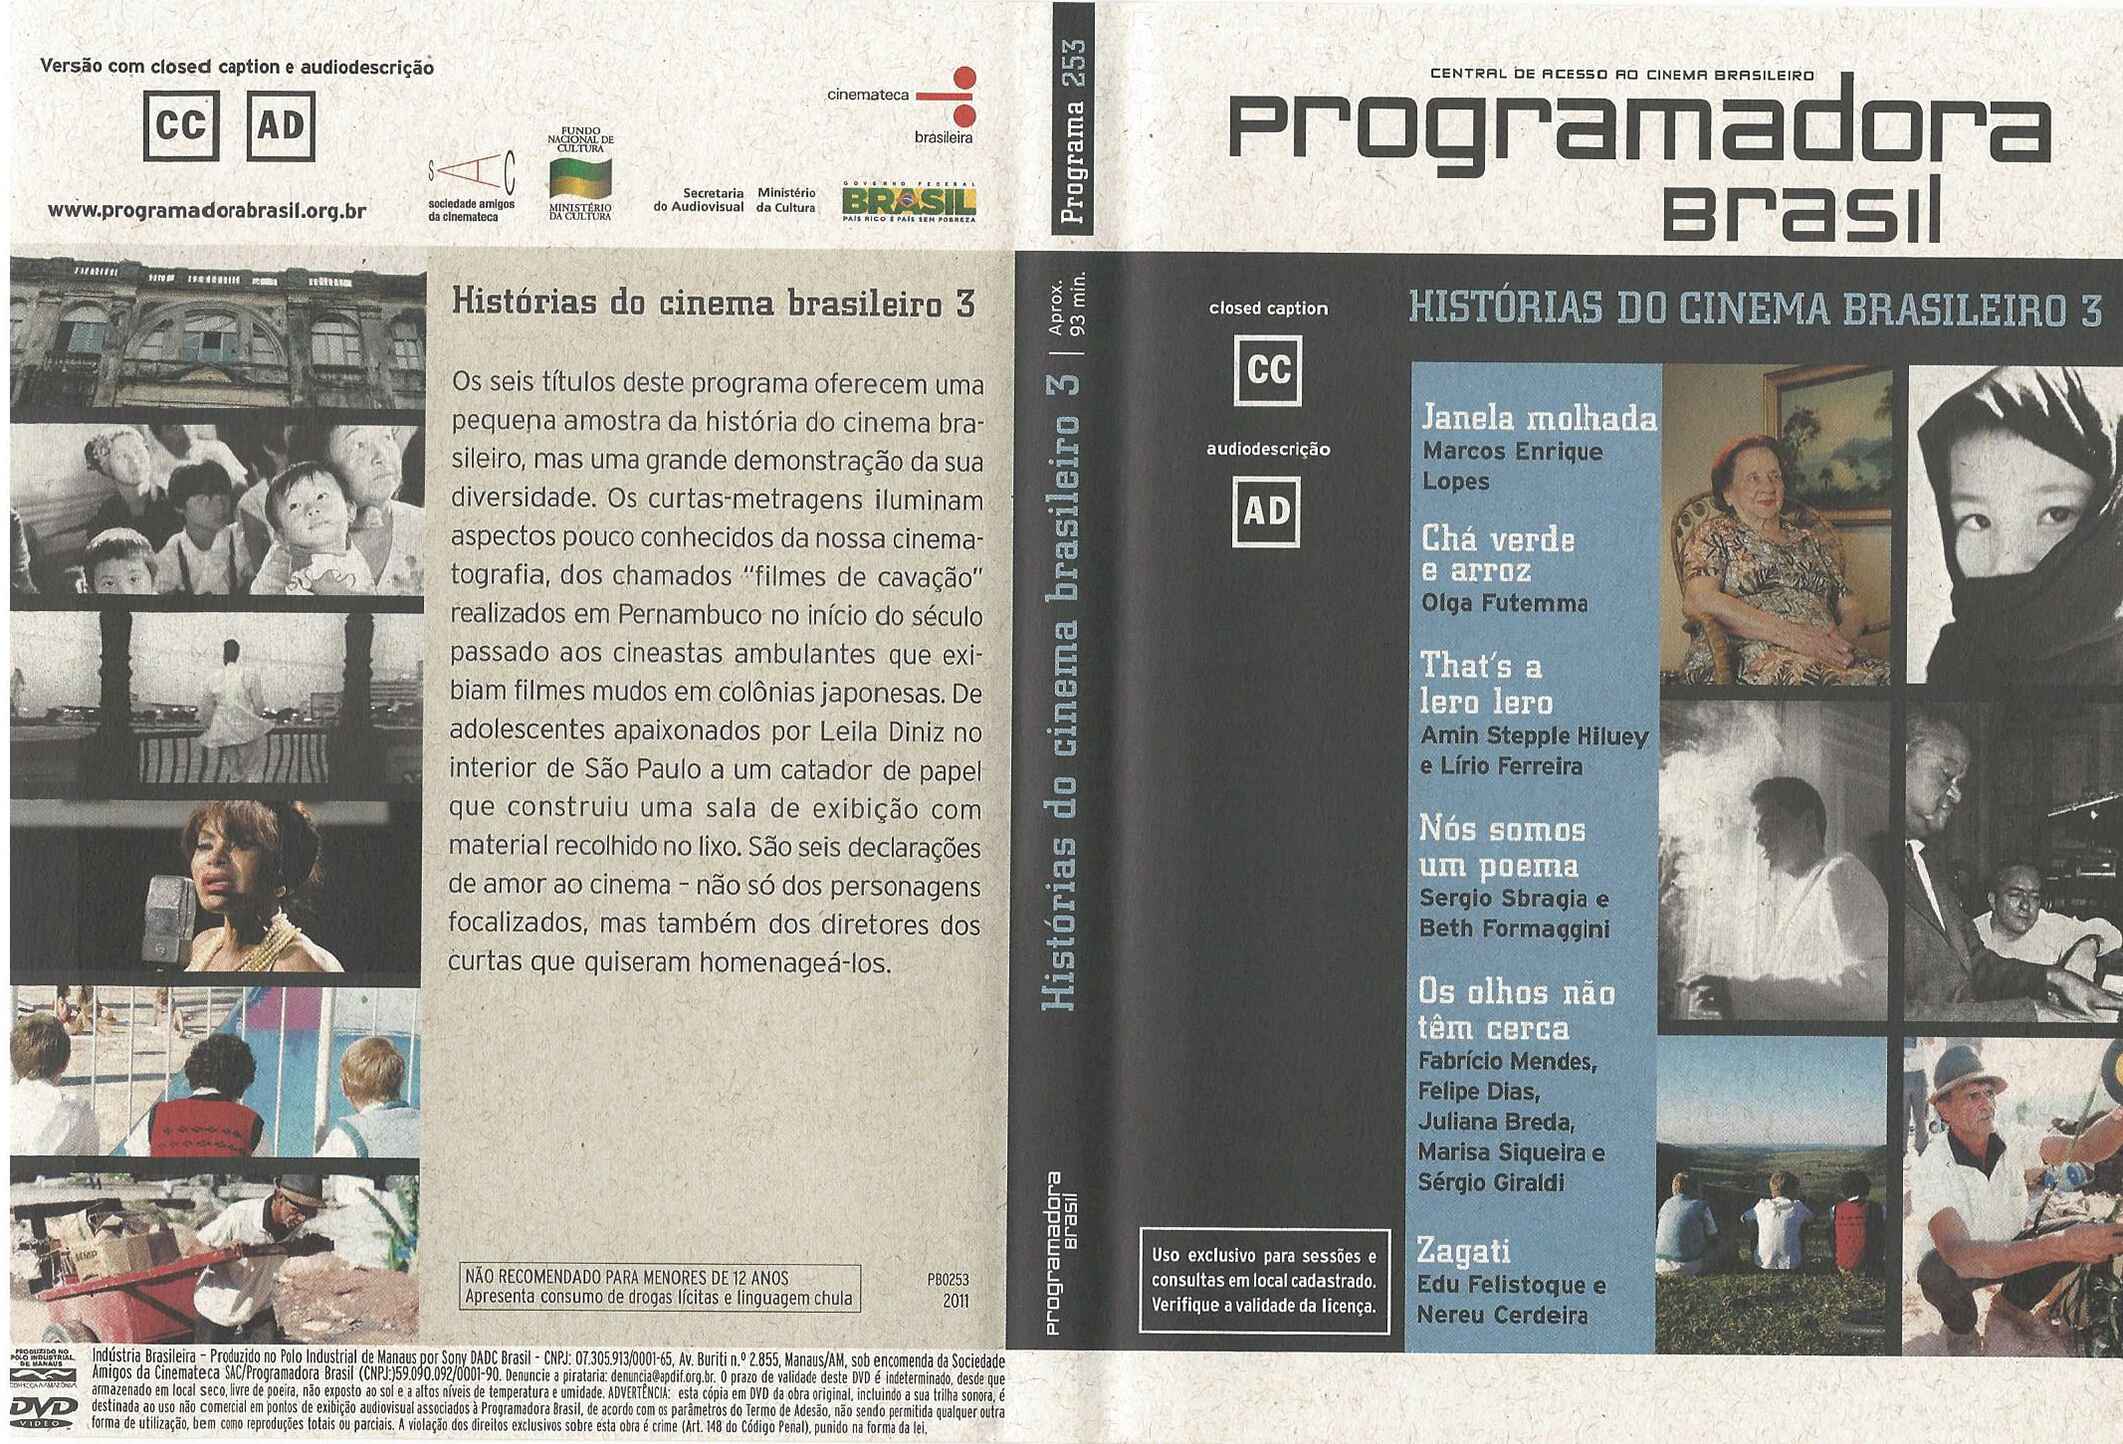 Versão com closed caption e audiodescrição
CC AD
www.programadorabrasil.org.br
SAC
sociedade amigos
da cinemateca
FUNDO
NACIONAL DE
CULTURA
MINISTÉRIO
DA CULTURA
Secretaria
do Audiovisual
Ministério
da Cultura
cinemateca
brasileira
GOVERNO FEDERAL
BRASIL
PAÍS RICO É PAÍS SEM POBREZA
Histórias do cinema brasileiro 3
Os seis títulos deste programa oferecem uma
pequena amostra da história do cinema bra-
sileiro, mas uma grande demonstração da sua
diversidade. Os curtas-metragens iluminam
aspectos pouco conhecidos da nossa cinema-
tografia, dos chamados “filmes de cavação”
realizados em Pernambuco no início do século
passado aos cineastas ambulantes que exi-
biam filmes mudos em colônias japonesas. De
adolescentes apaixonados por Leila Diniz no
interior de São Paulo a um catador de papel
que construiu uma sala de exibição com
material recolhido no lixo. São seis declarações
de amor ao cinema – não só dos personagens
focalizados, mas também dos diretores dos
curtas que quiseram homenageá-los.
NÃO RECOMENDADO PARA MENORES DE 12 ANOS
Apresenta consumo de drogas lícitas e linguagem chula
PB0253
2011
PRODUZIDO NO
POLO INDUSTRIAL
DE MANAUS
CONHEÇA A AMAZÔNIA
DVD
VIDEO
Indústria Brasileira – Produzido no Polo Industrial de Manaus por Sony DADC Brasil - CNPJ: 07.305.913/0001-65, Av. Buriti n.º 2.855, Manaus/AM, sob encomenda da Sociedade
Amigos da Cinemateca SAC/Programadora Brasil (CNPJ:)59.090.092/0001-90. Denuncie a pirataria: denuncia@apdif.org.br. O prazo de validade deste DVD é indeterminado, desde que
armazenado em local seco, livre de poeira, não exposto ao sol e a altos níveis de temperatura e umidade. ADVERTÊNCIA: esta cópia em DVD da obra original, incluindo a sua trilha sonora, é
destinada ao uso não comercial em pontos de exibição audiovisual associados à Programadora Brasil, de acordo com os parâmetros do Termo de Adesão, não sendo permitida qualquer outra
forma de utilização, bem como reproduções totais ou parciais. A violação dos direitos exclusivos sobre esta obra é crime (Art. 148 do Código Penal), punido na forma da lei.
Programa 253
Aprox.
93 min.
Histórias do cinema brasileiro 3
programadora
Brasil
CENTRAL DE ACESSO AO CINEMA BRASILEIRO
programadora
Brasil
closed caption
CC
audiodescrição
AD
Uso exclusivo para sessões e
consultas em local cadastrado.
Verifique a validade da licença.
HISTÓRIAS DO CINEMA BRASILEIRO 3
Janela molhada
Marcos Enrique
Lopes
Chá verde
e arroz
Olga Futemma
That's a
lero lero
Amin Stepple Hiluey
e Lírio Ferreira
Nós somos
um poema
Sergio Sbragia e
Beth Formaggini
Os olhos não
têm cerca
Fabrício Mendes,
Felipe Dias,
Juliana Breda,
Marisa Siqueira e
Sérgio Giraldi
Zagati
Edu Felistoque e
Nereu Cerdeira